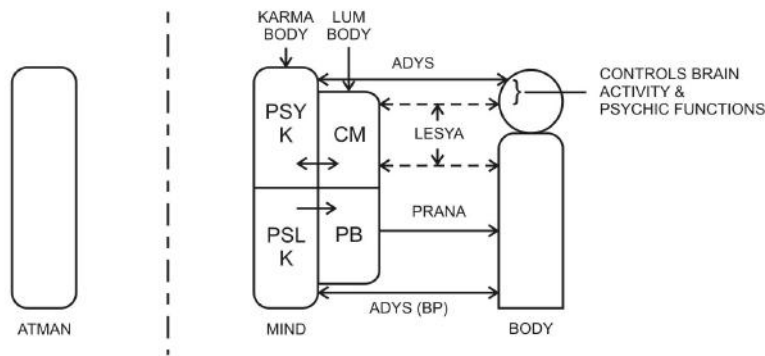 KARMA
BODY
LUM
BODY
ADYS
CONTROLS BRAIN
ACTIVITY &
PSYCHIC FUNCTIONS
PSY
K
CM
LESYA
PRANA
PSL
K
PB
ADYS (BP)
ATMAN
MIND
BODY